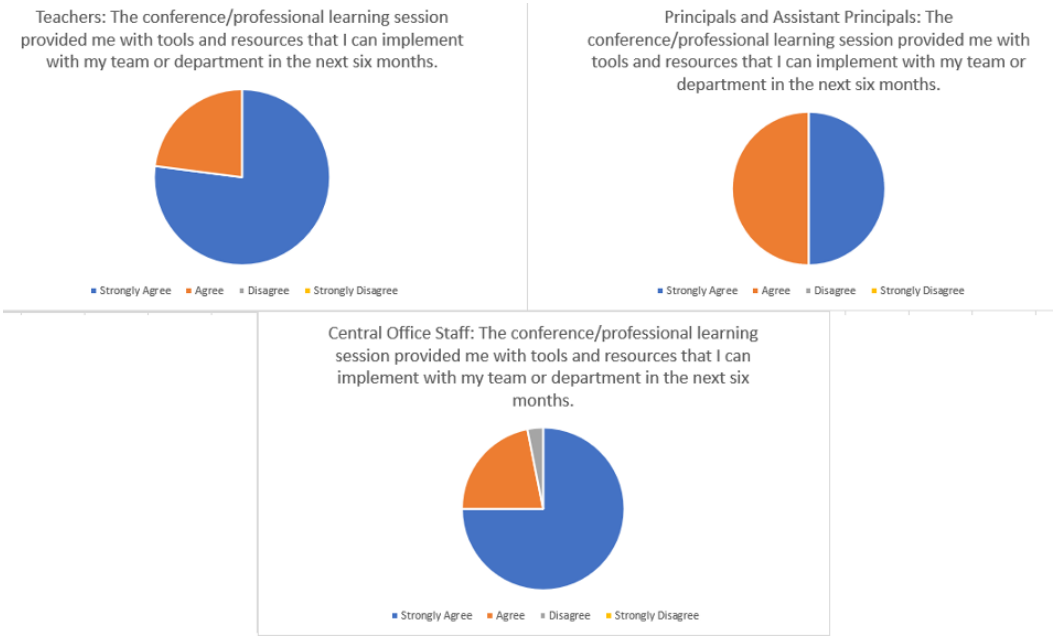 Teachers: The conference/professional learning session
provided me with tools and resources that I can implement
with my team or department in the next six months.
Strongly Agree Agree Disagree Strongly Disagree
Principals and Assistant Principals: The
conference/professional learning session provided me with
tools and resources that I can implement with my team or
department in the next six months.
Strongly Agree Agree Disagree Strongly Disagree
Central Office Staff: The conference/professional learning
session provided me with tools and resources that I can
implement with my team or department in the next six
months.
Strongly Agree Agree Disagree Strongly Disagree